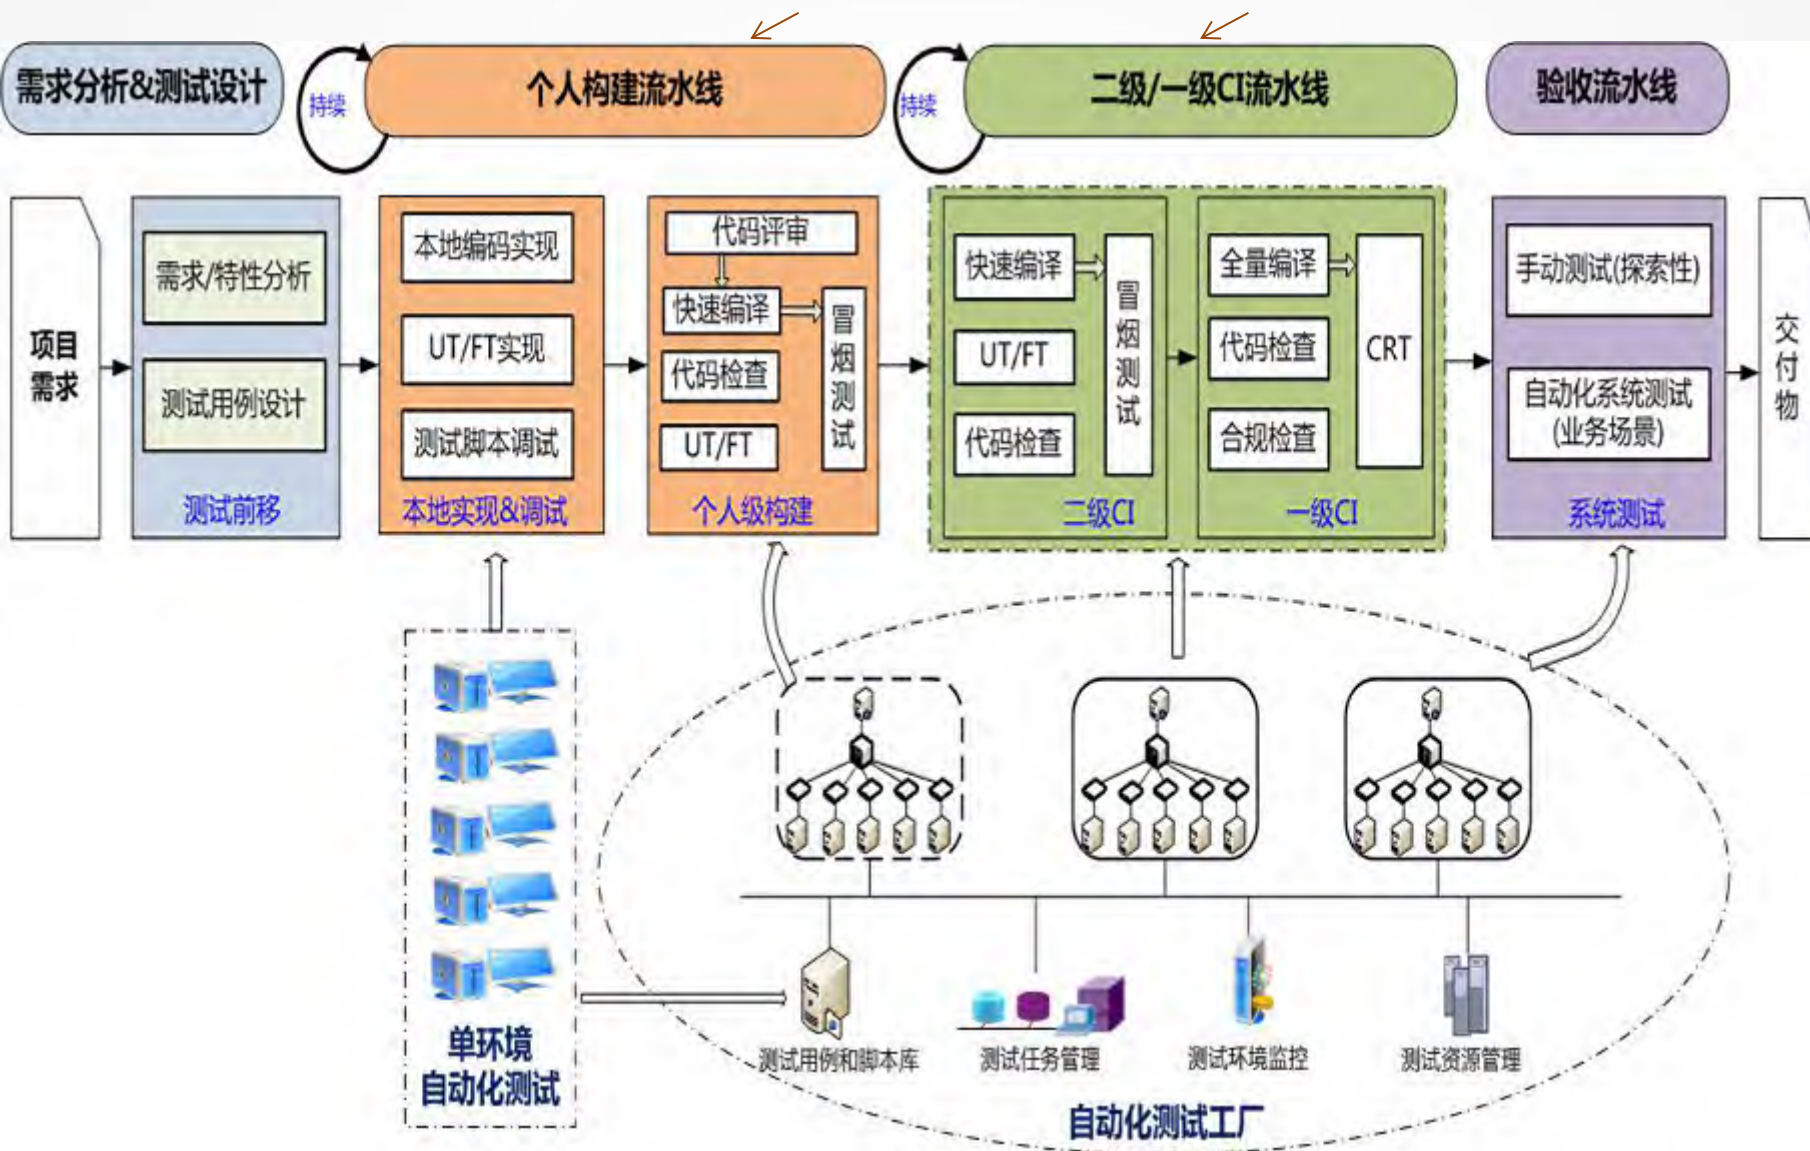 需求分析&测试设计
持续
个人构建流水线
持续
二级/一级CI流水线
验收流水线
项目
需求
需求/特性分析
测试用例设计
测试前移
本地编码实现
UT/FT实现
测试脚本调试
本地实现&调试
代码评审
快速编译
代码检查
UT/FT
冒烟测试
个人级构建
快速编译
UT/FT
代码检查
冒烟测试
二级CI
全量编译
代码检查
合规检查
CRT
一级CI
手动测试(探索性)
自动化系统测试
(业务场景)
系统测试
交付物
单环境
自动化测试
测试用例和脚本库
测试任务管理
测试环境监控
测试资源管理
自动化测试工厂